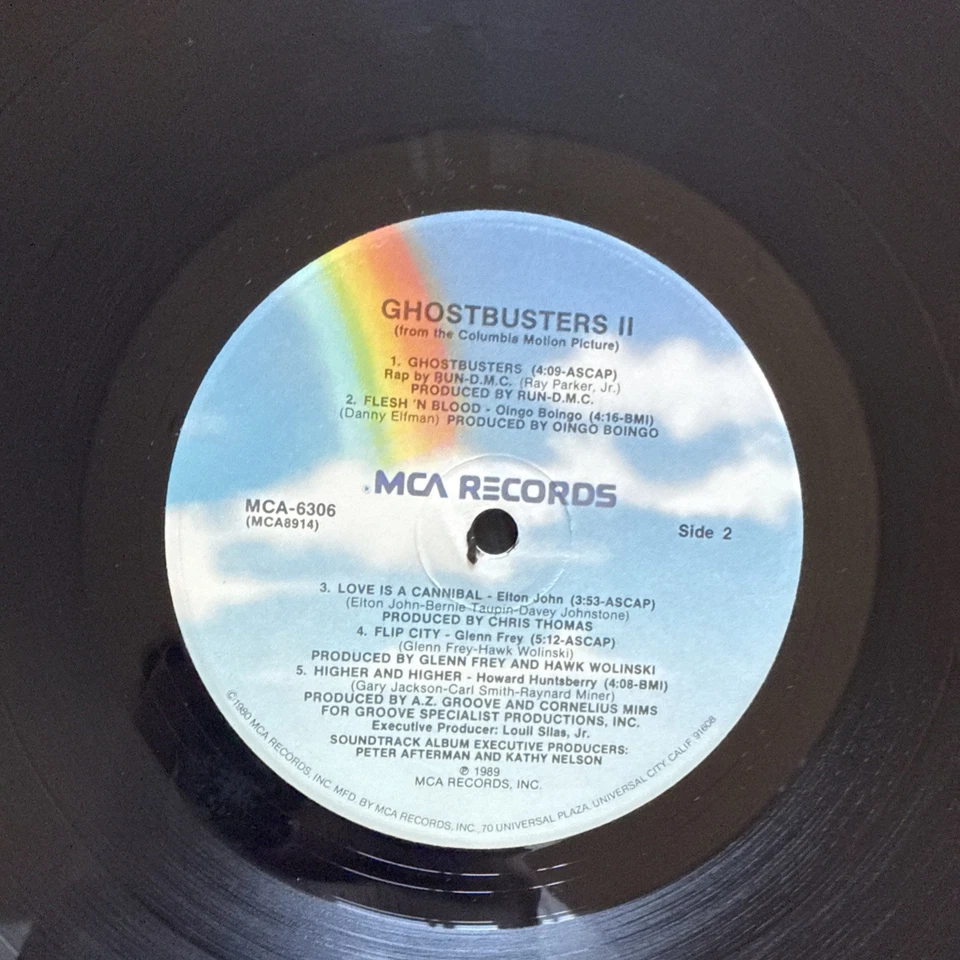 GHOSTBUSTERS II
(from the Columbia Motion Picture)
1. GHOSTBUSTERS (4:09-ASCAP)
Rap by RUN-D.M.C. (Ray Parker, Jr.)
PRODUCED BY RUN-D.M.C.
2. FLESH 'N BLOOD - Oingo Boingo (4:16-BMI)
(Danny Elfman) PRODUCED BY OINGO BOINGO
MCA RECORDS
MCA-6306
(MCA8914)
Side 2
3. LOVE IS A CANNIBAL - Elton John (3:53-ASCAP)
(Elton John-Bernie Taupin-Davey Johnstone)
PRODUCED BY CHRIS THOMAS
4. FLIP CITY - Glenn Frey (5:12-ASCAP)
(Glenn Frey-Hawk Wolinski)
PRODUCED BY GLENN FREY AND HAWK WOLINSKI
5. HIGHER AND HIGHER - Howard Huntsberry (4:08-BMI)
(Gary Jackson-Carl Smith-Raynard Miner)
PRODUCED BY A.Z. GROOVE AND CORNELIUS MIMS
FOR GROOVE SPECIALIST PRODUCTIONS, INC.
Executive Producer: Louil Silas, Jr.
SOUNDTRACK ALBUM EXECUTIVE PRODUCERS:
PETER AFTERMAN AND KATHY NELSON
℗ 1989
MCA RECORDS, INC.
©1980 MCA RECORDS, INC. MFD. BY MCA RECORDS, INC., 70 UNIVERSAL PLAZA, UNIVERSAL CITY, CALIF. 91608